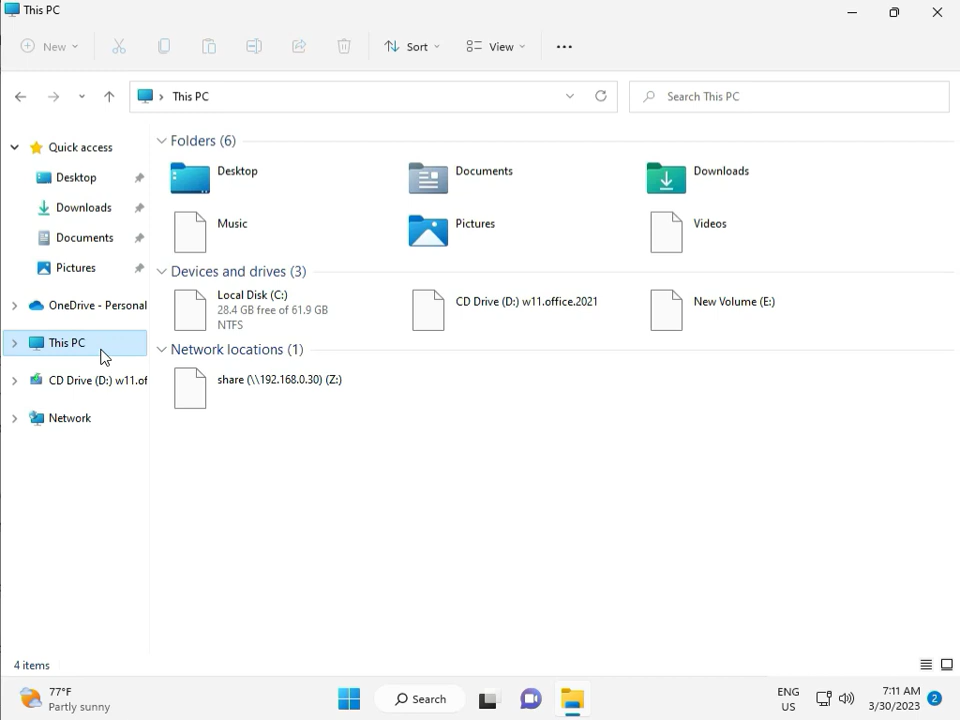 This PC
New
Sort
View
This PC
Search This PC
Quick access
Desktop
Downloads
Documents
Pictures
OneDrive - Personal
This PC
CD Drive (D:) w11.of
Network
Folders (6)
Desktop
Documents
Downloads
Music
Pictures
Videos
Devices and drives (3)
Local Disk (C:)
28.4 GB free of 61.9 GB
NTFS
CD Drive (D:) w11.office.2021
New Volume (E:)
Network locations (1)
share (\\192.168.0.30) (Z:)
4 items
77°F
Partly sunny
Search
ENG
US
7:11 AM
3/30/2023
2